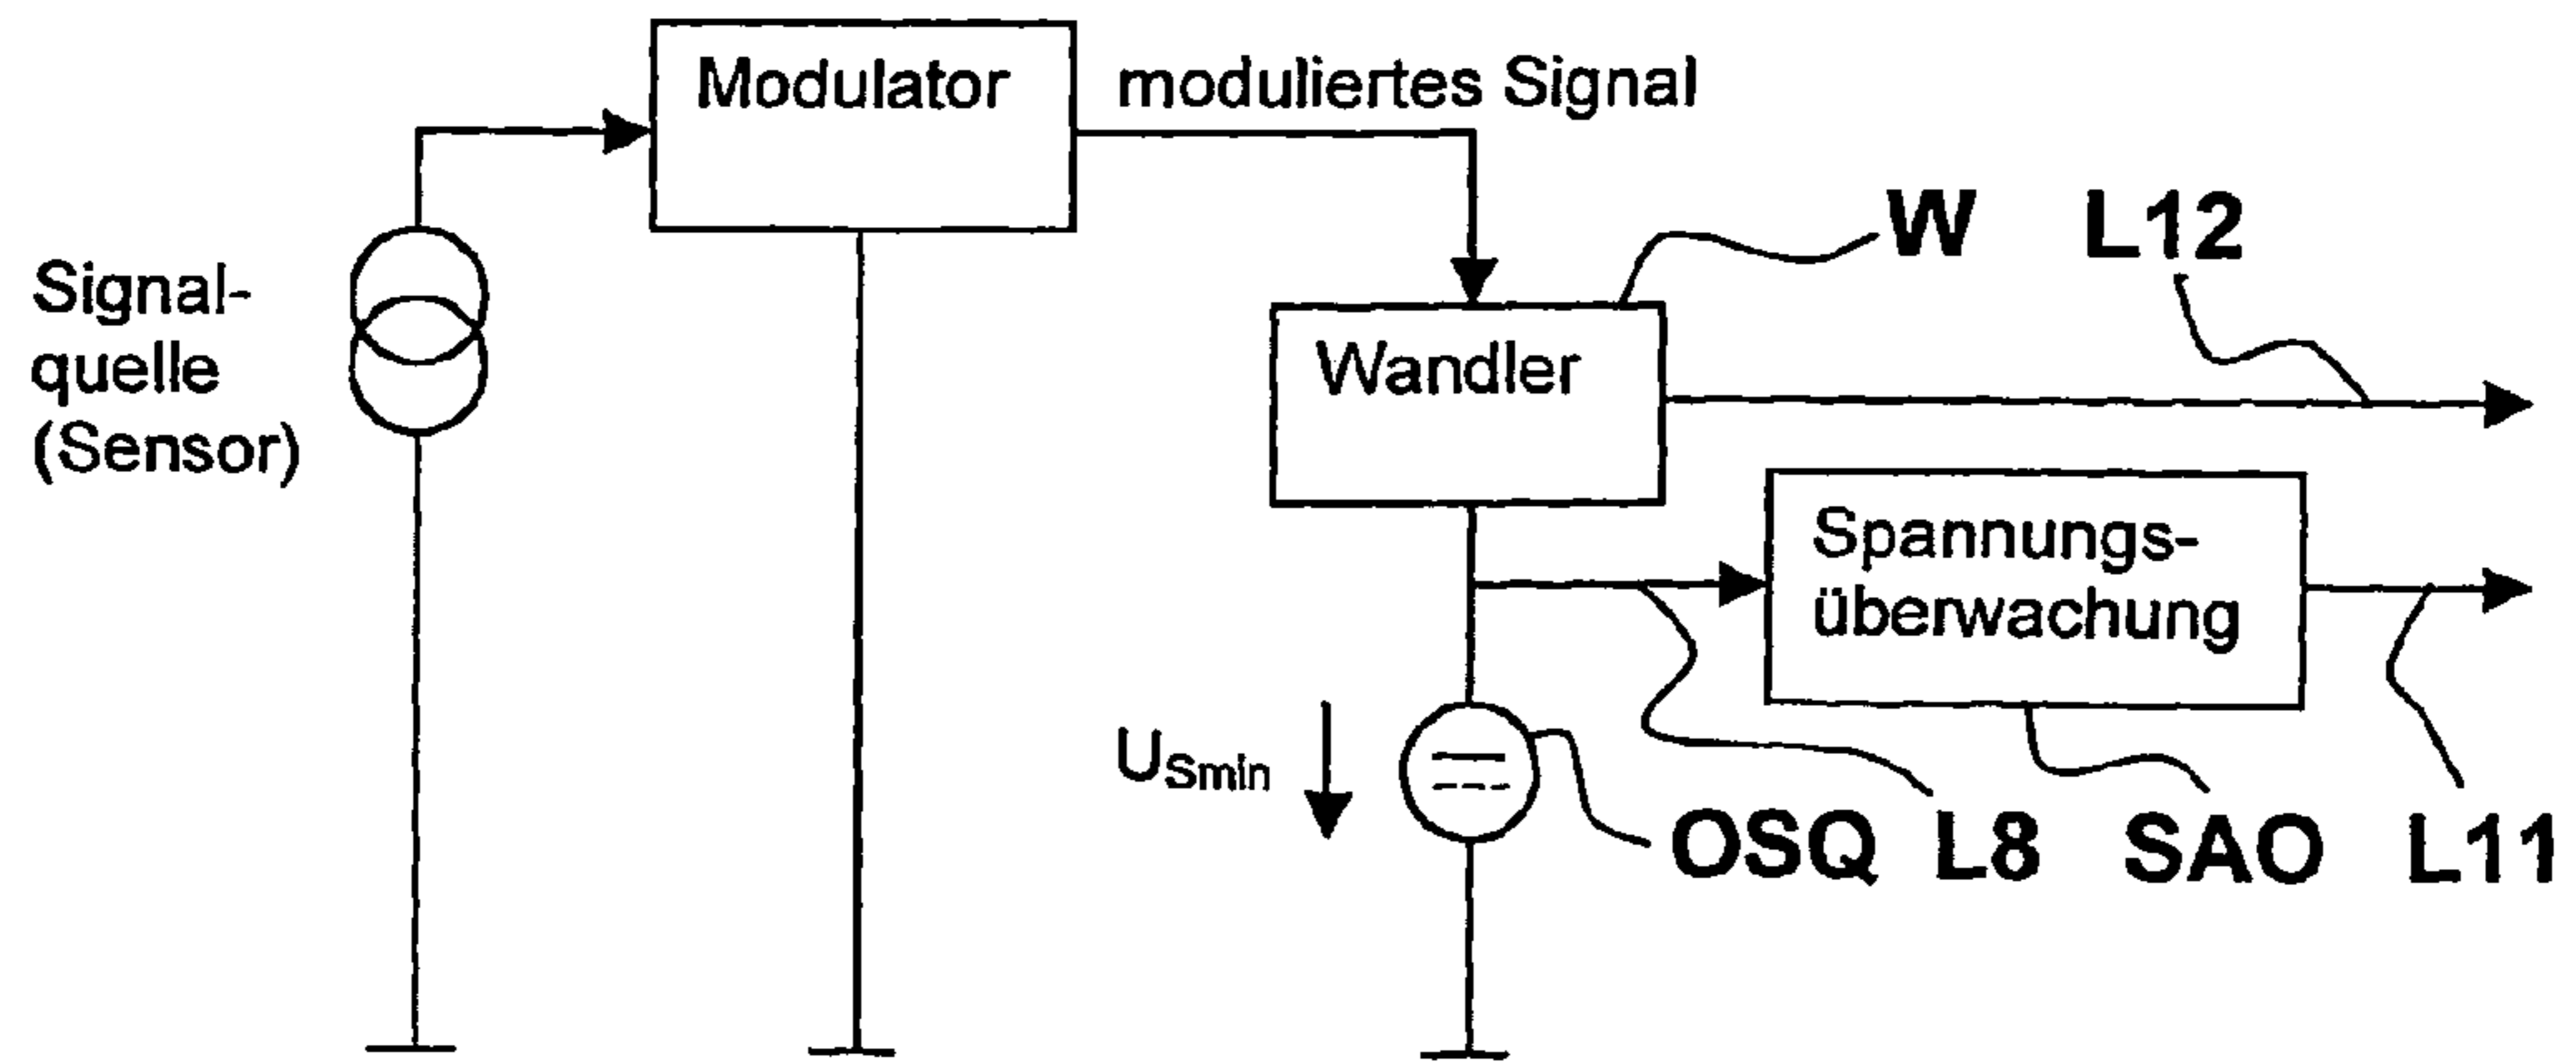 Modulator
moduliertes Signal
W
L12
Signal-
quelle
(Sensor)
Wandler
Spannungs-
überwachung
USmin
OSQ
L8
SAO
L11